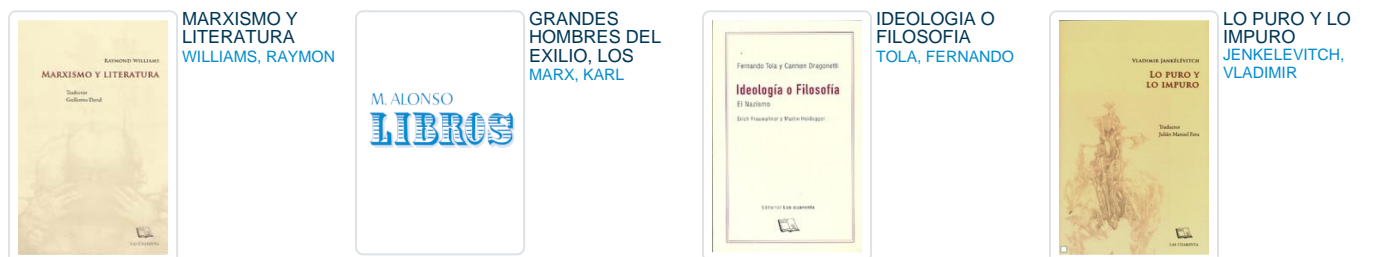 RAYMOND WILLIAMS
MARXISMO Y LITERATURA
Traductor
Guillermo David
LAS CUARENTA
MARXISMO Y
LITERATURA
WILLIAMS, RAYMON
M. ALONSO
LIBROS
GRANDES
HOMBRES DEL
EXILIO, LOS
MARX, KARL
Fernando Tola y Carmen Dragonetti
Ideología o Filosofía
El Nazismo
Erich Frauwallner y Martin Heidegger
Editorial Las cuarenta
IDEOLOGIA O
FILOSOFIA
TOLA, FERNANDO
VLADIMIR JANKÉLÉVITCH
LO PURO Y
LO IMPURO
Traductor
Julián Manuel Fava
LAS CUARENTA
LO PURO Y LO
IMPURO
JENKELEVITCH,
VLADIMIR